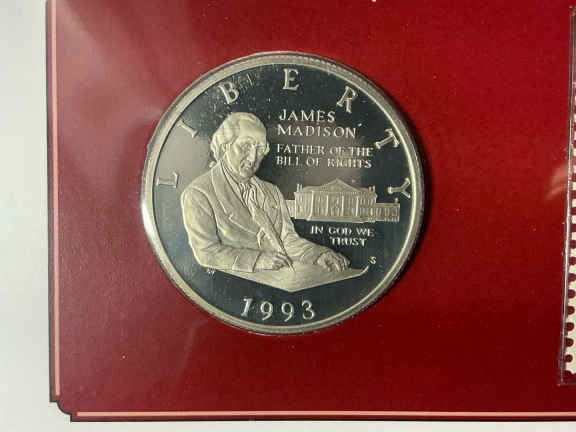 LIBERTY
JAMES
MADISON
FATHER OF THE
BILL OF RIGHTS
IN GOD WE
TRUST
S
1993